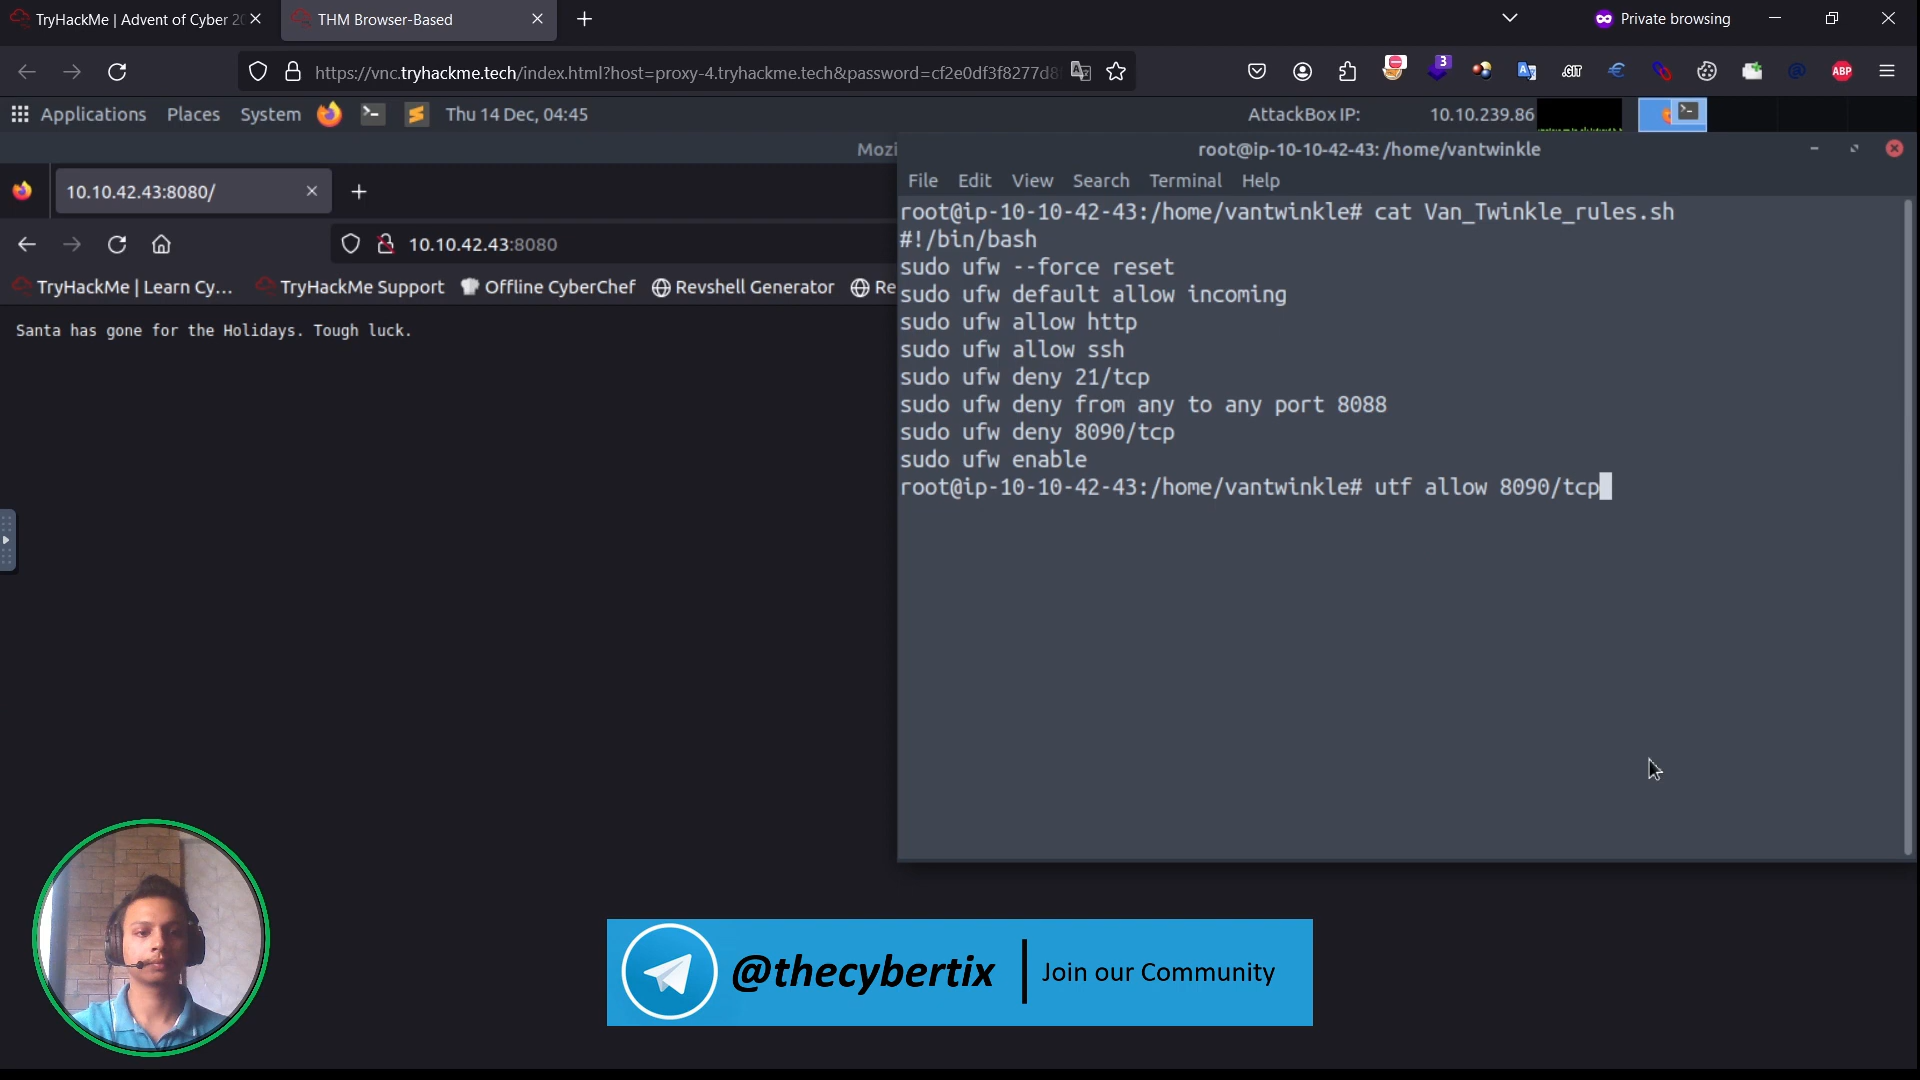 TryHackMe | Advent of Cyber 20
THM Browser-Based
Private browsing
https://vnc.tryhackme.tech/index.html?host=proxy-4.tryhackme.tech&password=cf2e0df3f8277d8
3
GIT
ABP
Applications Places System Thu 14 Dec, 04:45 AttackBox IP: 10.10.239.86
Mozi
root@ip-10-10-42-43: /home/vantwinkle
10.10.42.43:8080/
File Edit View Search Terminal Help
10.10.42.43:8080
TryHackMe | Learn Cy... TryHackMe Support Offline CyberChef Revshell Generator Re
Santa has gone for the Holidays. Tough luck.
root@ip-10-10-42-43:/home/vantwinkle# cat Van_Twinkle_rules.sh
#!/bin/bash
sudo ufw --force reset
sudo ufw default allow incoming
sudo ufw allow http
sudo ufw allow ssh
sudo ufw deny 21/tcp
sudo ufw deny from any to any port 8088
sudo ufw deny 8090/tcp
sudo ufw enable
root@ip-10-10-42-43:/home/vantwinkle# utf allow 8090/tcp
@thecybertix | Join our Community